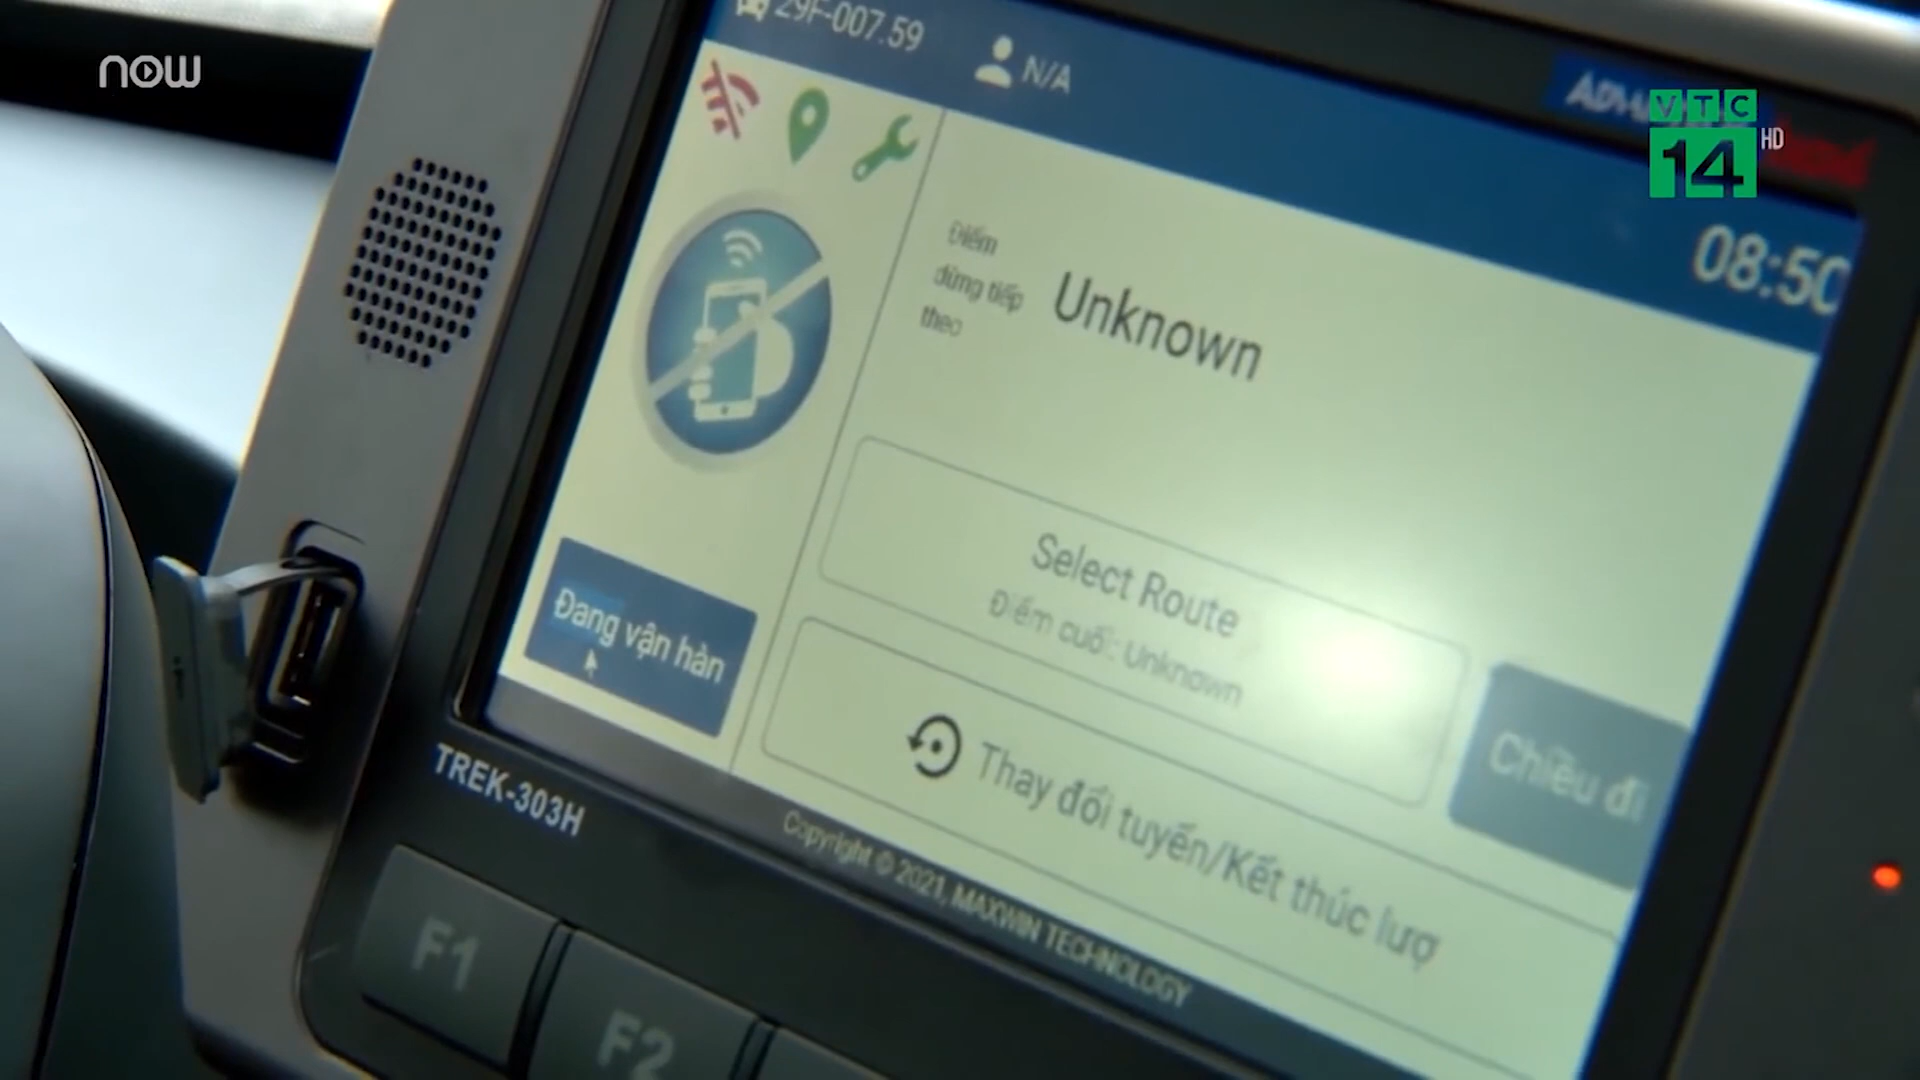 now
29F-007.59
N/A
VTC
14
HD
08:50
Điểm
dừng tiếp
theo
Unknown
Select Route
Điểm cuối: Unknown
Đang vận hàn
Chiều đi
Thay đổi tuyến/Kết thúc lượ
Copyright © 2021, MAXWIN TECHNOLOGY
TREK-303H
F1
F2